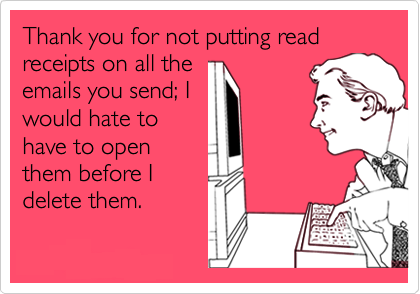 Thank you for not putting read
receipts on all the
emails you send; I
would hate to
have to open
them before I
delete them.